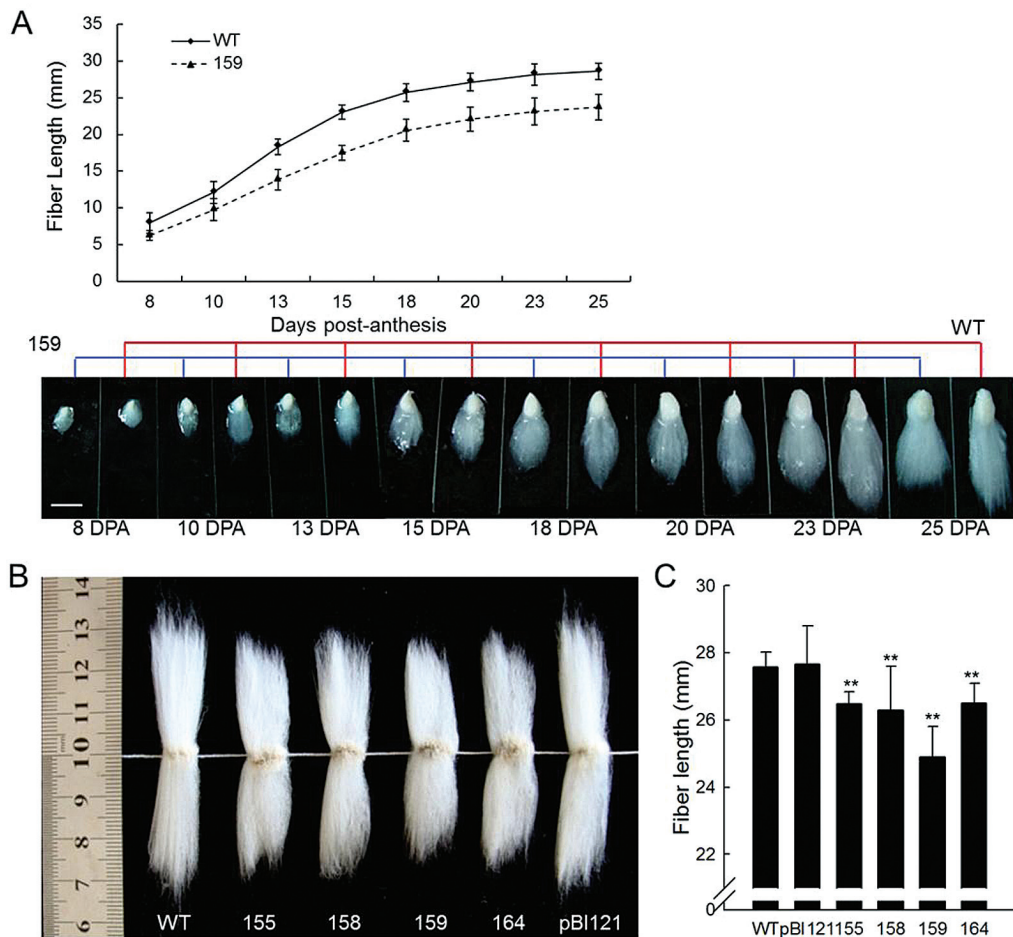 A
Fiber Length (mm)
35
30
25
20
15
10
5
0
WT
159
8 10 13 15 18 20 23 25
Days post-anthesis
159 WT
8 DPA 10 DPA 13 DPA 15 DPA 18 DPA 20 DPA 23 DPA 25 DPA
B
14
13
12
11
10
mm
10
9
8
7
6
WT 155 158 159 164 pBI121
C
Fiber length (mm)
30
28
26
24
22
0
** ** ** **
WT pBI121 155 158 159 164